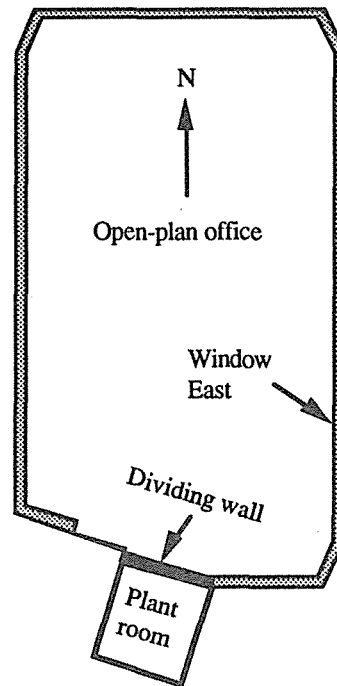 N
Open-plan office
Window
East
Dividing wall
Plant
room